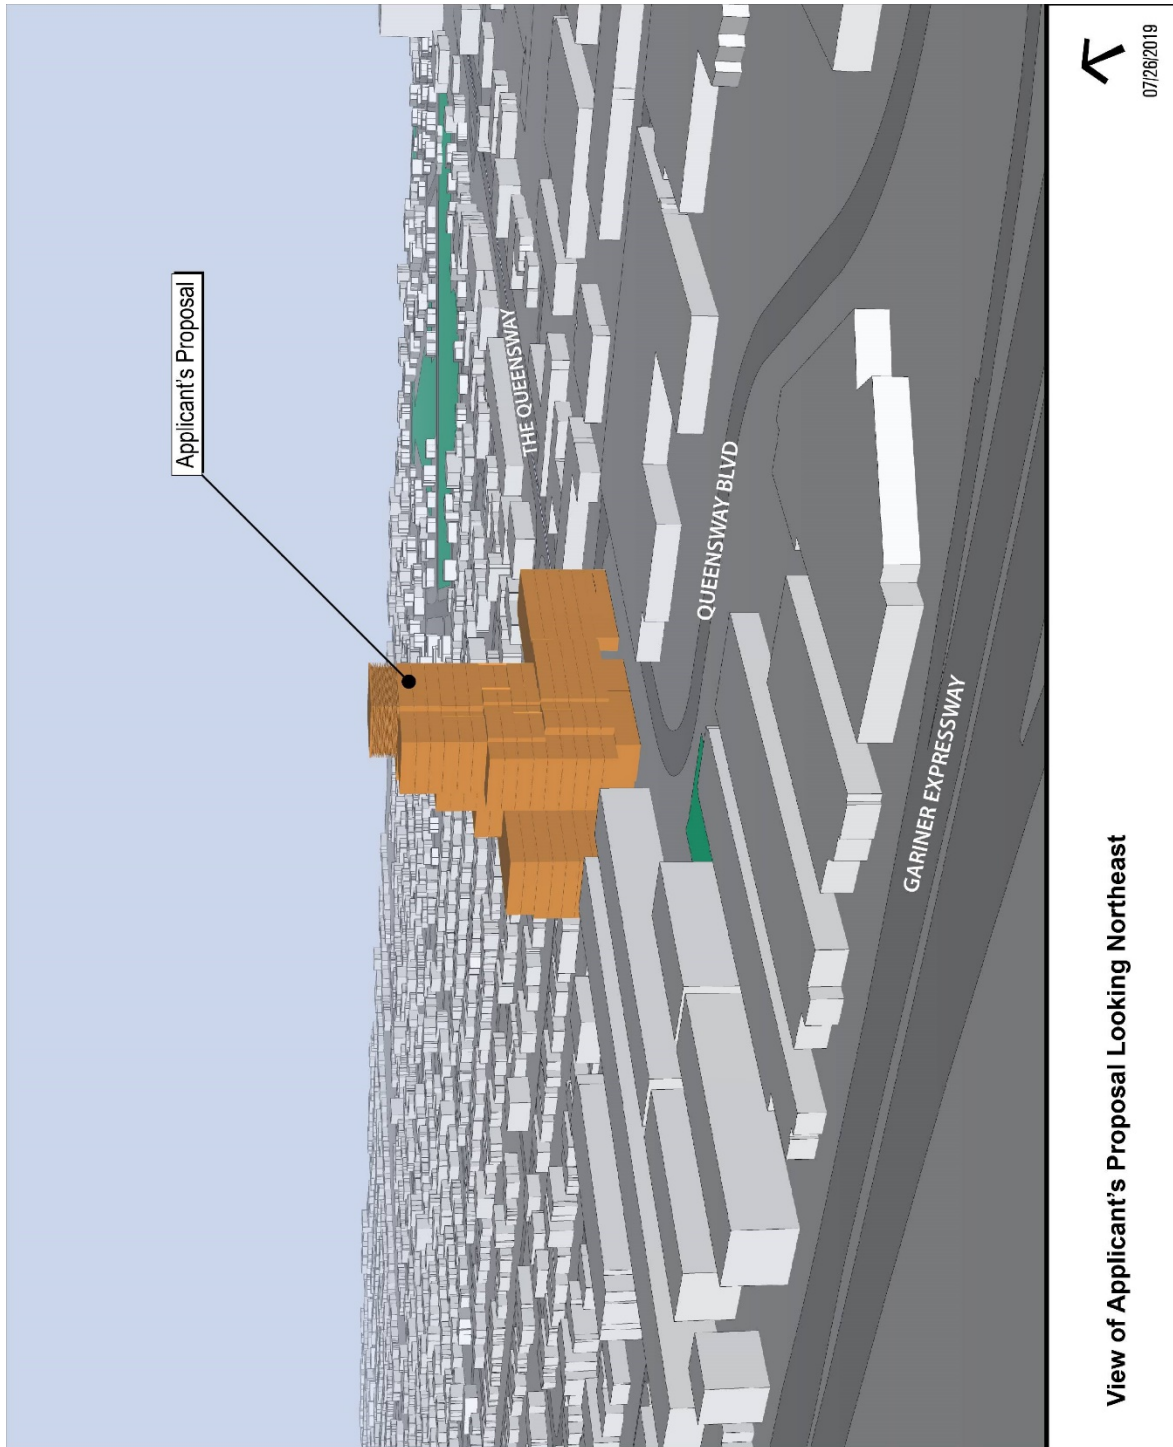 Applicant's Proposal
THE QUEENSWAY
QUEENSWAY BLVD
GARINER EXPRESSWAY
View of Applicant's Proposal Looking Northeast
07/26/2019